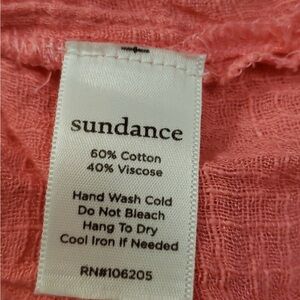 sundance
60% Cotton
40% Viscose
Hand Wash Cold
Do Not Bleach
Hang To Dry
Cool Iron If Needed
RN#106205